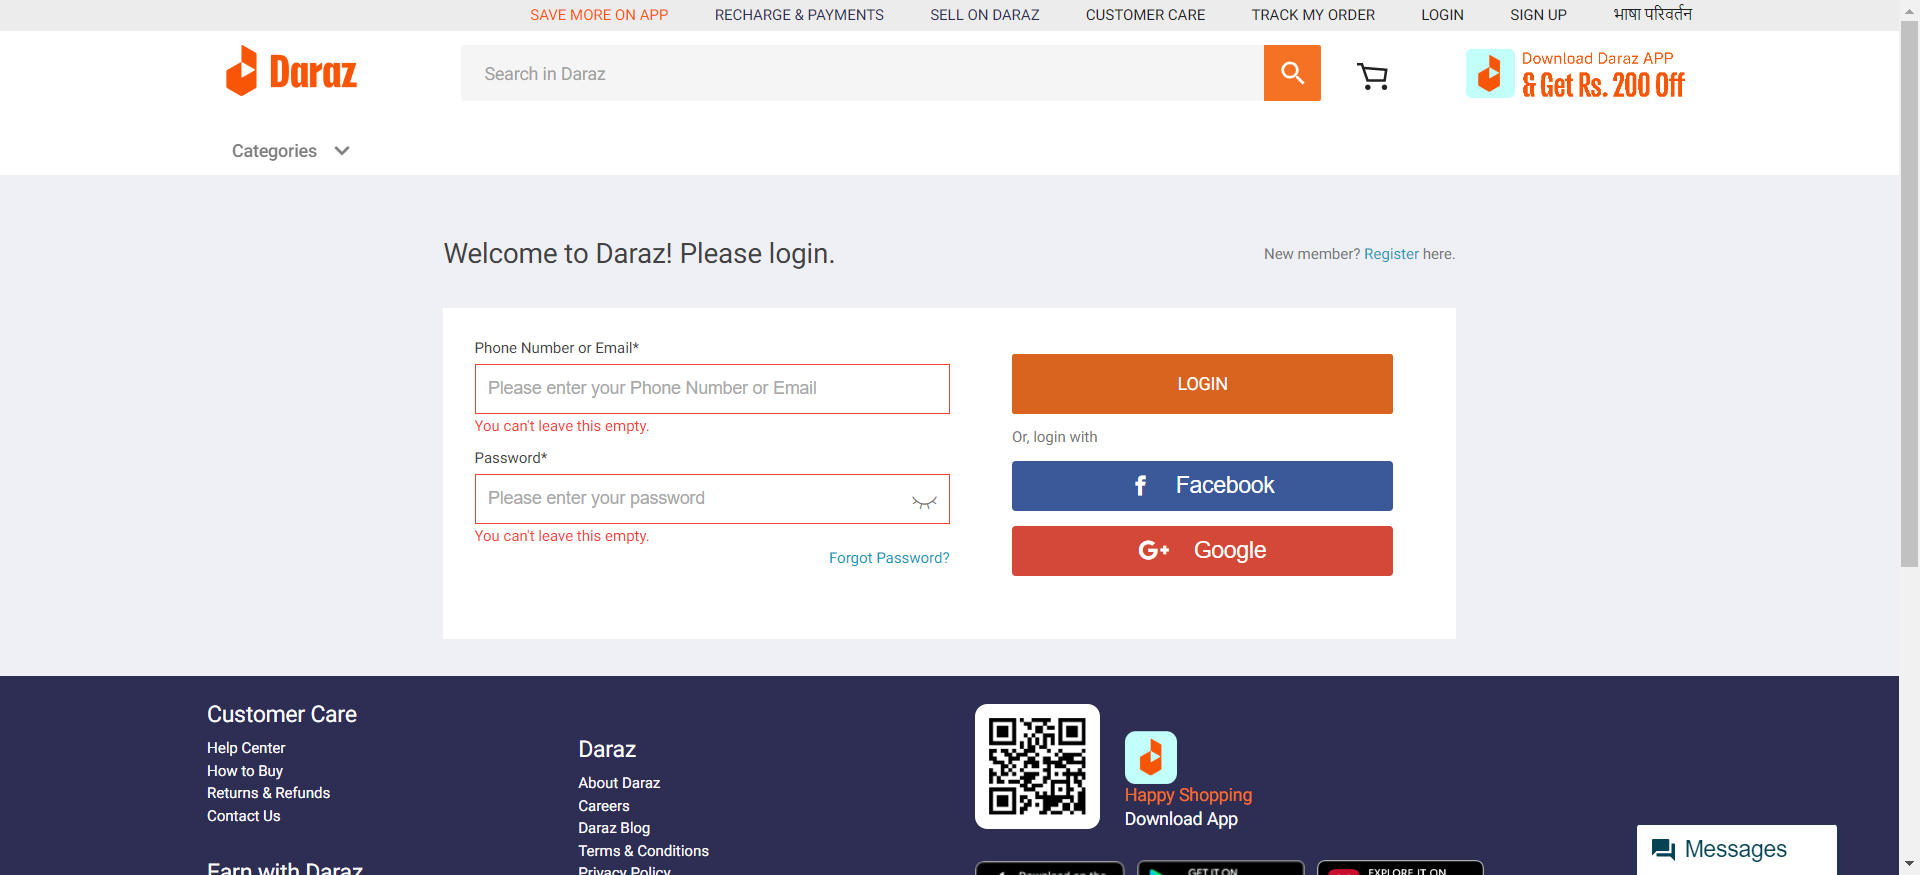 SAVE MORE ON APP RECHARGE & PAYMENTS SELL ON DARAZ CUSTOMER CARE TRACK MY ORDER LOGIN SIGN UP भाषा परिवर्तन
Daraz
Search in Daraz
Download Daraz APP
& Get Rs. 200 Off
Categories
Welcome to Daraz! Please login.
New member? Register here.
Phone Number or Email*
Please enter your Phone Number or Email
You can't leave this empty.
Password*
Please enter your password
You can't leave this empty.
Forgot Password?
LOGIN
Or, login with
Facebook
G+ Google
Customer Care
Help Center
How to Buy
Returns & Refunds
Contact Us
Earn with Daraz
Daraz
About Daraz
Careers
Daraz Blog
Terms & Conditions
Privacy Policy
Happy Shopping
Download App
Download on the
GET IT ON
EXPLORE IT ON
Messages